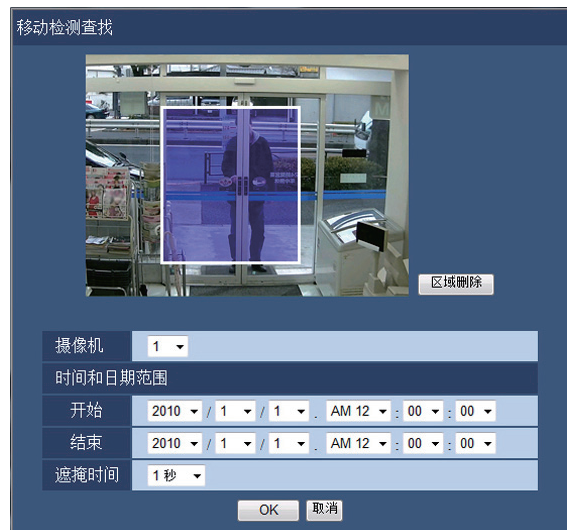 移动检测查找
区域删除
摄像机 1
时间和日期范围
开始 2010 / 1 / 1 . AM 12 : 00 : 00
结束 2010 / 1 / 1 . AM 12 : 00 : 00
遮掩时间 1 秒
OK 取消